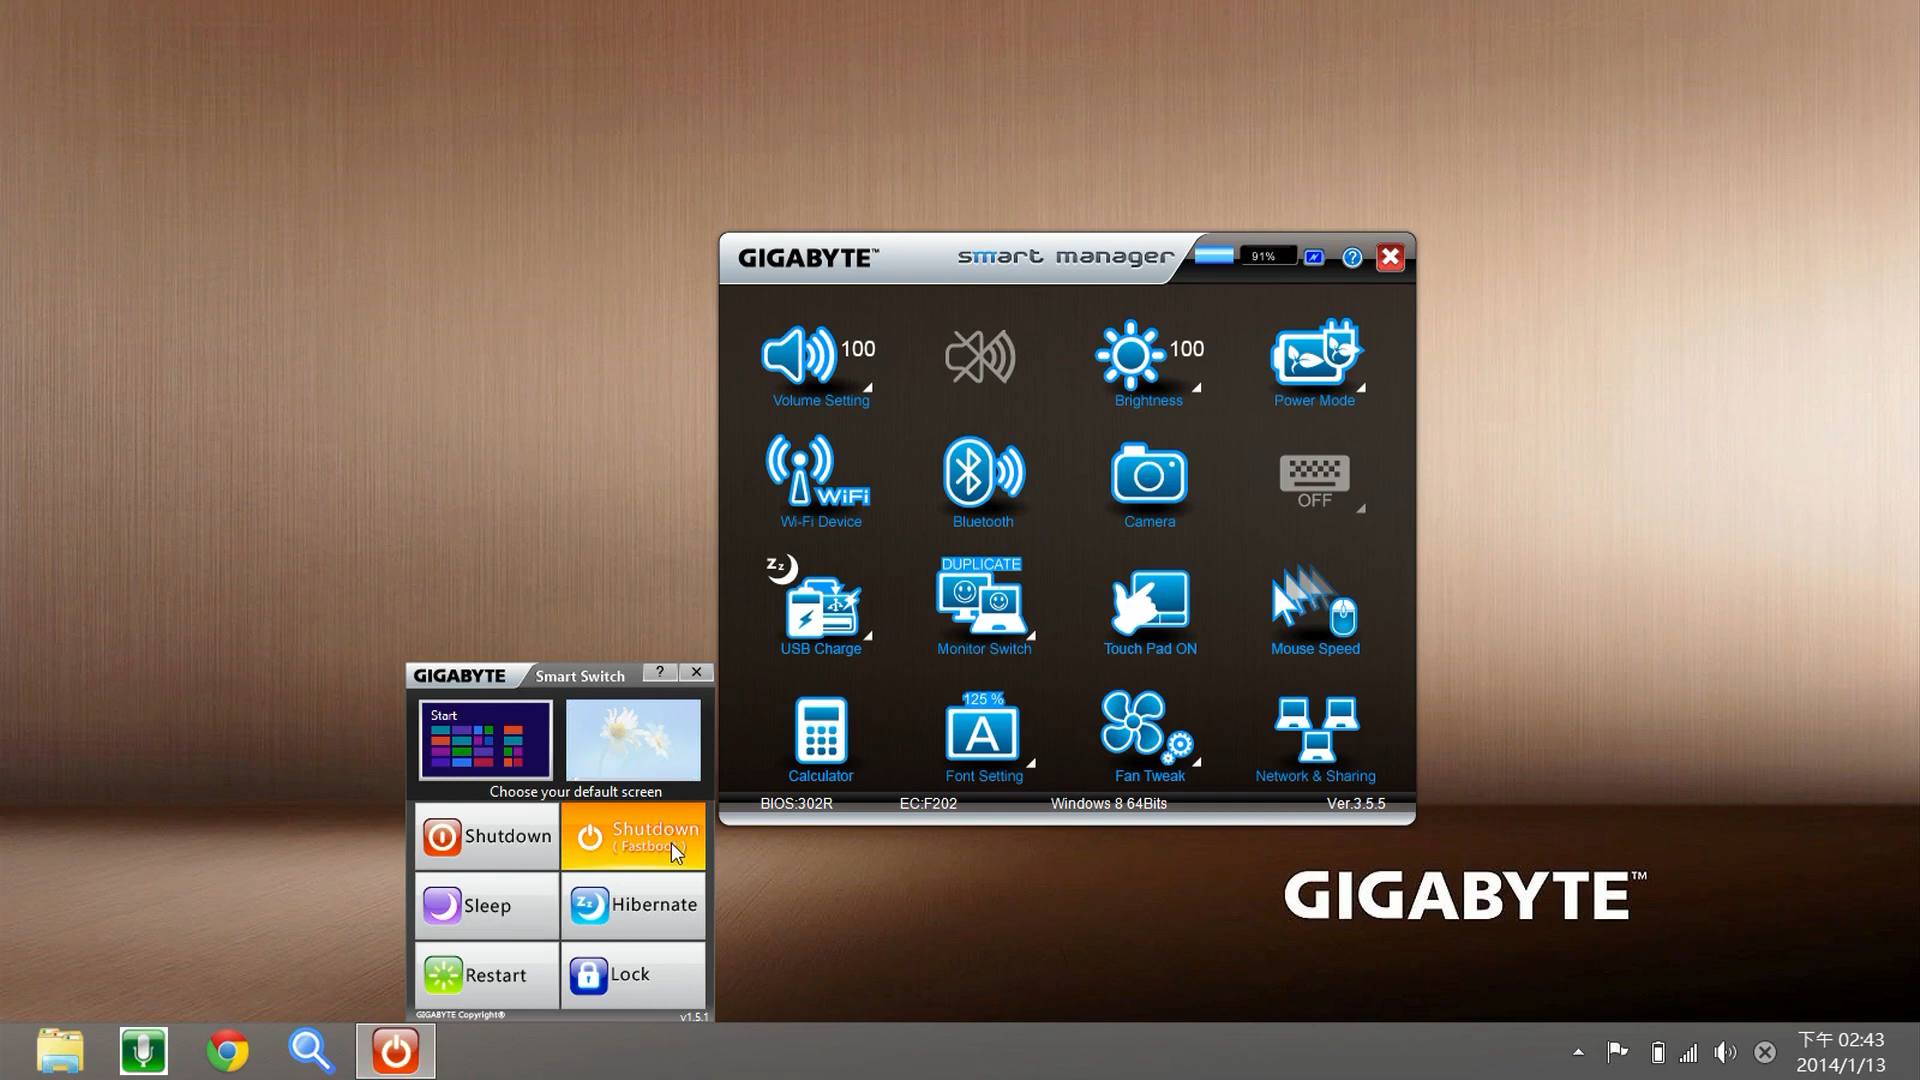 GIGABYTE™ smart manager 91% ?
100
100
Volume Setting
Brightness
Power Mode
WiFi
OFF
Wi-Fi Device
Bluetooth
Camera
Zz
DUPLICATE
USB Charge
Monitor Switch
Touch Pad ON
Mouse Speed
125 %
A
Calculator
Font Setting
Fan Tweak
Network & Sharing
BIOS:302R EC:F202 Windows 8 64Bits Ver.3.5.5
GIGABYTE Smart Switch ? ×
Start
Choose your default screen
Shutdown
Shutdown
( Fastboot )
Sleep
Zz
Hibernate
Restart
Lock
GIGABYTE Copyright® v1.5.1
GIGABYTE™
下午 02:43
2014/1/13